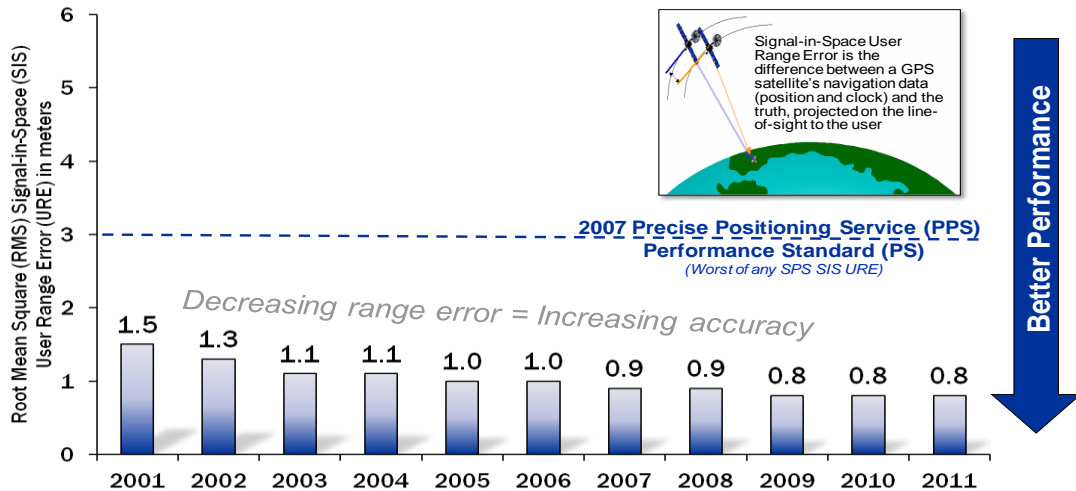 Root Mean Square (RMS) Signal-in-Space (SIS)
User Range Error (URE) in meters
6
5
4
3
2
1
0
Signal-in-Space User
Range Error is the
difference between a GPS
satellite's navigation data
(position and clock) and the
truth, projected on the line-
of-sight to the user
2007 Precise Positioning Service (PPS)
Performance Standard (PS)
(Worst of any SPS SIS URE)
Decreasing range error = Increasing accuracy
1.5
1.3
1.1
1.1
1.0
1.0
0.9
0.9
0.8
0.8
0.8
2001
2002
2003
2004
2005
2006
2007
2008
2009
2010
2011
Better Performance